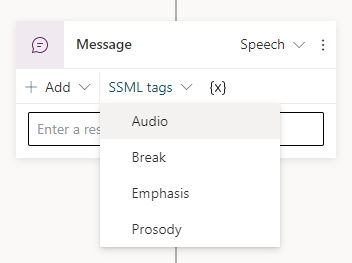 Message Speech
Add SSML tags {x}
Enter a res
Audio
Break
Emphasis
Prosody